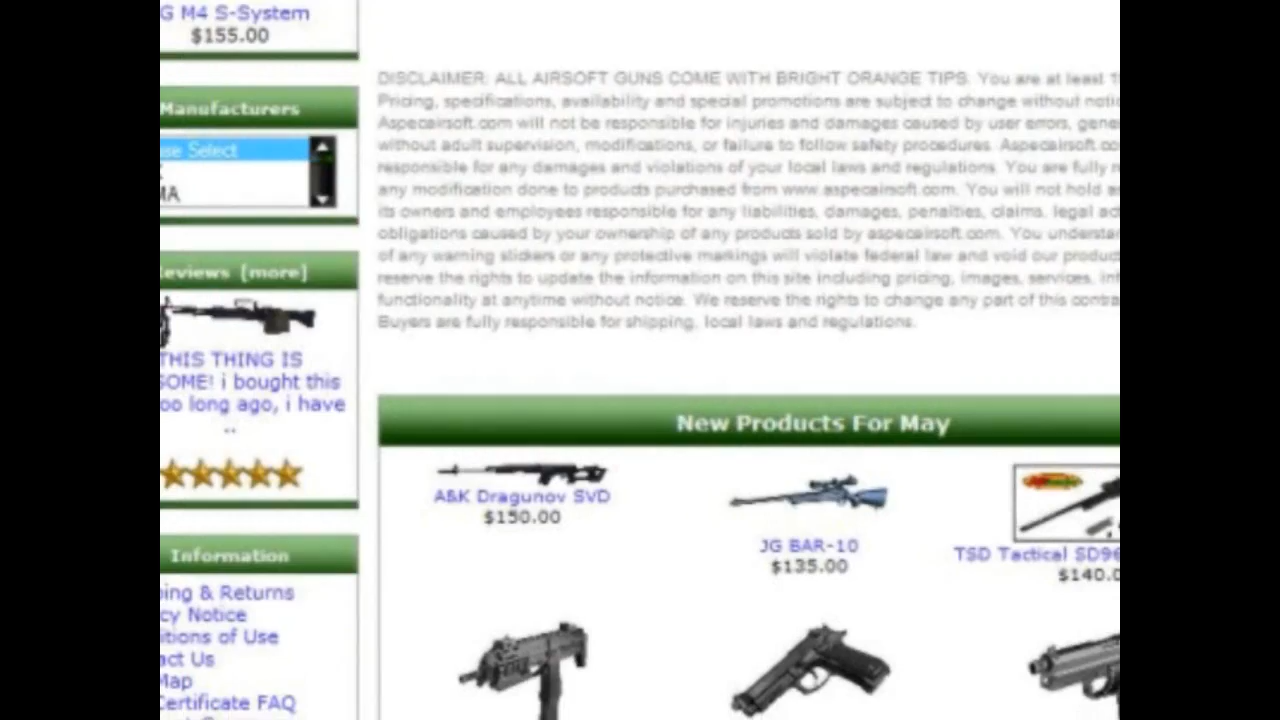 G M4 S-System
$155.00
Manufacturers
se Select
MA
eviews [more]
THIS THING IS
SOME! i bought this
oo long ago, i have
..
Information
ing & Returns
cy Notice
itions of Use
act Us
Map
Certificate FAQ
DISCLAIMER: ALL AIRSOFT GUNS COME WITH BRIGHT ORANGE TIPS. You are at least 1
Pricing, specifications, availability and special promotions are subject to change without notic
Aspecairsoft.com will not be responsible for injuries and damages caused by user errors, gene
without adult supervision, modifications, or failure to follow safety procedures. Aspecairsoft.co
responsible for any damages and violations of your local laws and regulations. You are fully r
any modification done to products purchased from www.aspecairsoft.com. You will not hold a
its owners and employees responsible for any liabilities, damages, penalties, claims, legal act
obligations caused by your ownership of any products sold by aspecairsoft.com. You understan
of any warning stickers or any protective markings will violate federal law and void our product
reserve the rights to update the information on this site including pricing, images, services, inf
functionality at anytime without notice. We reserve the rights to change any part of this contra
Buyers are fully responsible for shipping, local laws and regulations.
New Products For May
A&K Dragunov SVD
$150.00
JG BAR-10
$135.00
TSD Tactical SD96
$140.0